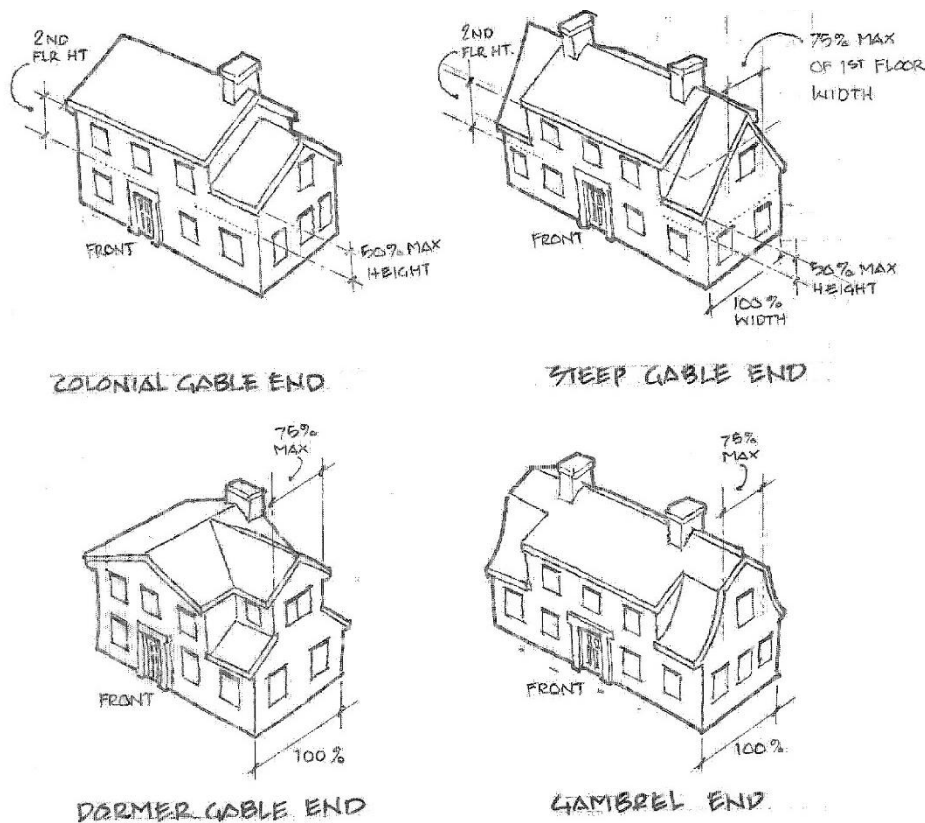 2ND
FLR HT
FRONT
50% MAX
HEIGHT
COLONIAL GABLE END
2ND
FLR HT.
75% MAX
OF 1ST FLOOR
WIDTH
FRONT
50% MAX
HEIGHT
100%
WIDTH
STEEP GABLE END
75%
MAX
FRONT
100%
DORMER GABLE END
75%
MAX
FRONT
100%
GAMBREL END